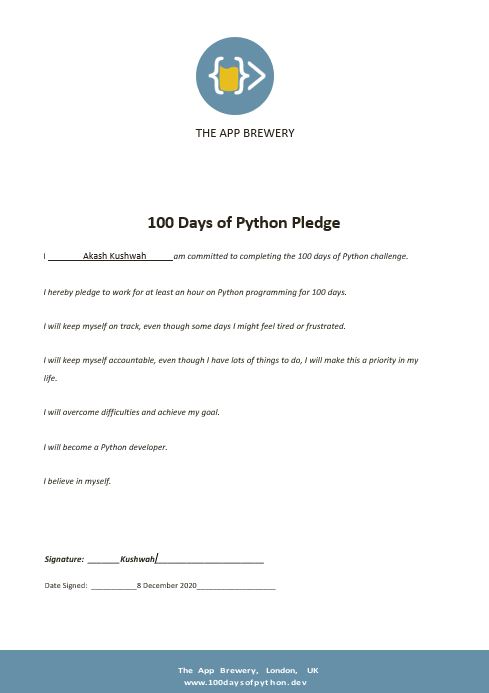 THE APP BREWERY
100 Days of Python Pledge
I ______Akash Kushwah______am committed to completing the 100 days of Python challenge.
I hereby pledge to work for at least an hour on Python programming for 100 days.
I will keep myself on track, even though some days I might feel tired or frustrated.
I will keep myself accountable, even though I have lots of things to do, I will make this a priority in my
life.
I will overcome difficulties and achieve my goal.
I will become a Python developer.
I believe in myself.
Signature: _______Kushwah________________________
Date Signed: ____________8 December 2020____________________
The App Brewery, London, UK
www.100daysofpython.dev